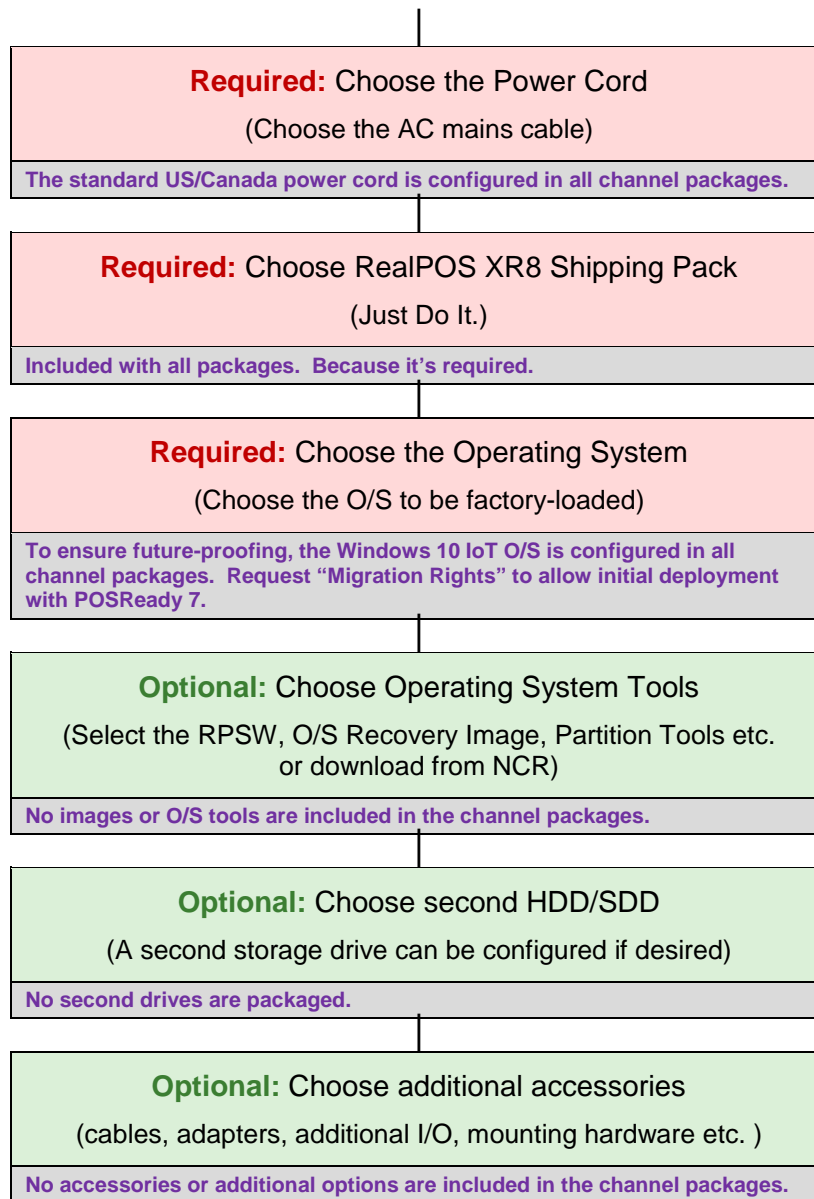 Required: Choose the Power Cord
(Choose the AC mains cable)
The standard US/Canada power cord is configured in all channel packages.
Required: Choose RealPOS XR8 Shipping Pack
(Just Do It.)
Included with all packages.  Because it’s required.
Required: Choose the Operating System
(Choose the O/S to be factory-loaded)
To ensure future-proofing, the Windows 10 IoT O/S is configured in all
channel packages.  Request “Migration Rights” to allow initial deployment
with POSReady 7.
Optional: Choose Operating System Tools
(Select the RPSW, O/S Recovery Image, Partition Tools etc.
or download from NCR)
No images or O/S tools are included in the channel packages.
Optional: Choose second HDD/SDD
(A second storage drive can be configured if desired)
No second drives are packaged.
Optional: Choose additional accessories
(cables, adapters, additional I/O, mounting hardware etc. )
No accessories or additional options are included in the channel packages.